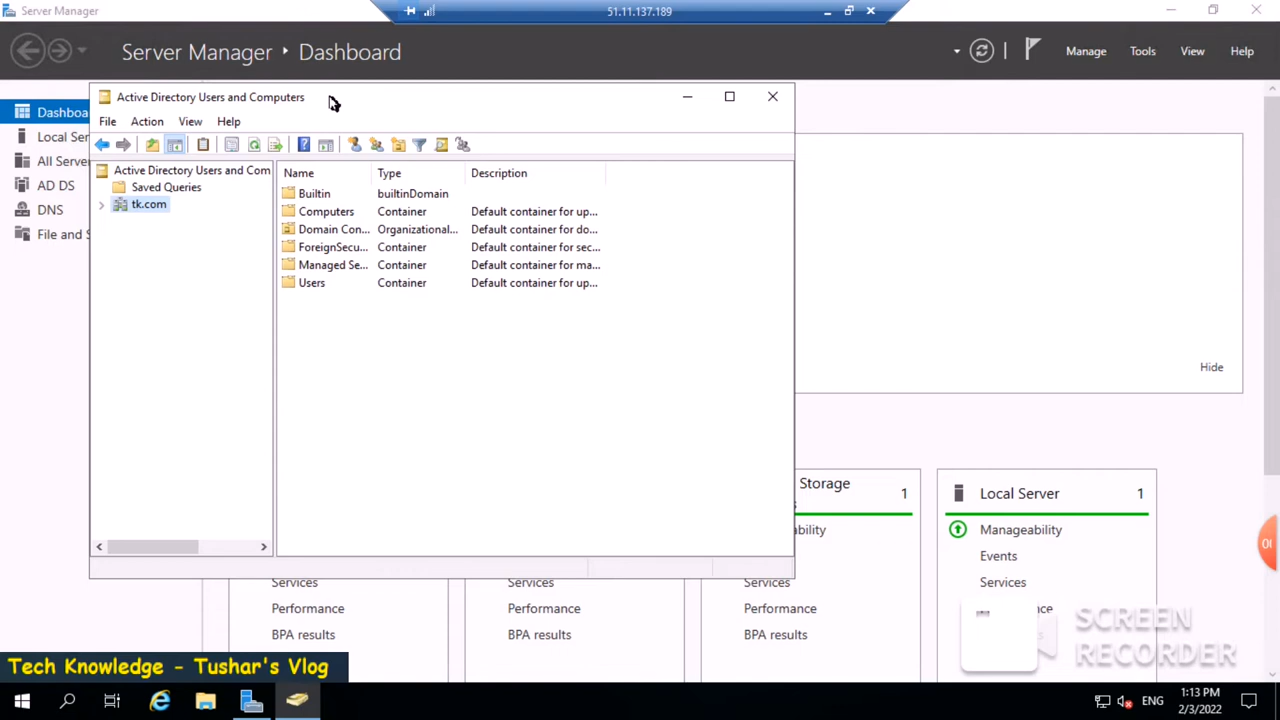 Server Manager
51.11.137.189
Server Manager Dashboard
Manage Tools View Help
Active Directory Users and Computers
File Action View Help
Dashboa
Local Ser
All Serve
AD DS
DNS
File and S
Active Directory Users and Com
Saved Queries
tk.com
Name Type Description
Builtin builtinDomain
Computers Container Default container for up...
Domain Con... Organizational... Default container for do...
ForeignSecu... Container Default container for sec...
Managed Se... Container Default container for ma...
Users Container Default container for up...
Hide
Storage 1
Local Server 1
ability
Manageability
Events
Services Services Services Services
Performance Performance Performance nce
BPA results BPA results BPA results
SCREEN
RECORDER
Tech Knowledge - Tushar's Vlog
ENG
1:13 PM
2/3/2022